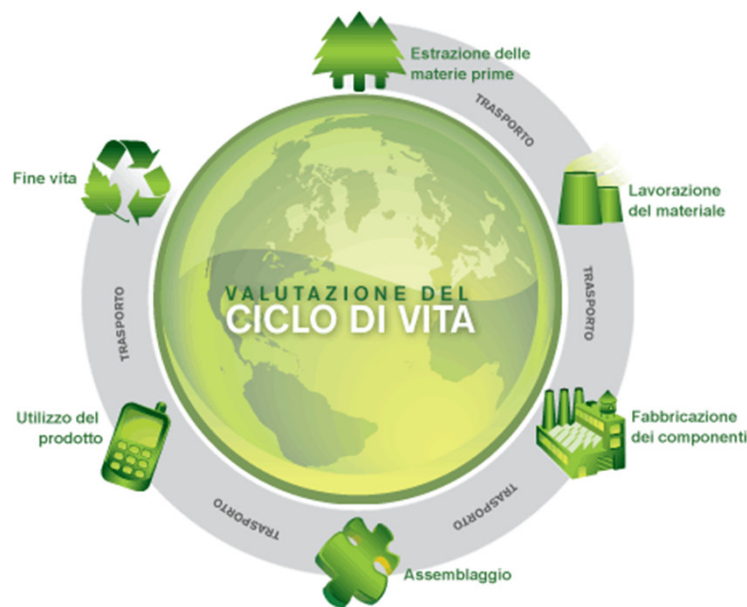 Estrazione delle
materie prime
TRASPORTO
Lavorazione
del materiale
TRASPORTO
Fabbricazione
dei componenti
TRASPORTO
Assemblaggio
TRASPORTO
Utilizzo del
prodotto
TRASPORTO
Fine vita
VALUTAZIONE DEL
CICLO DI VITA